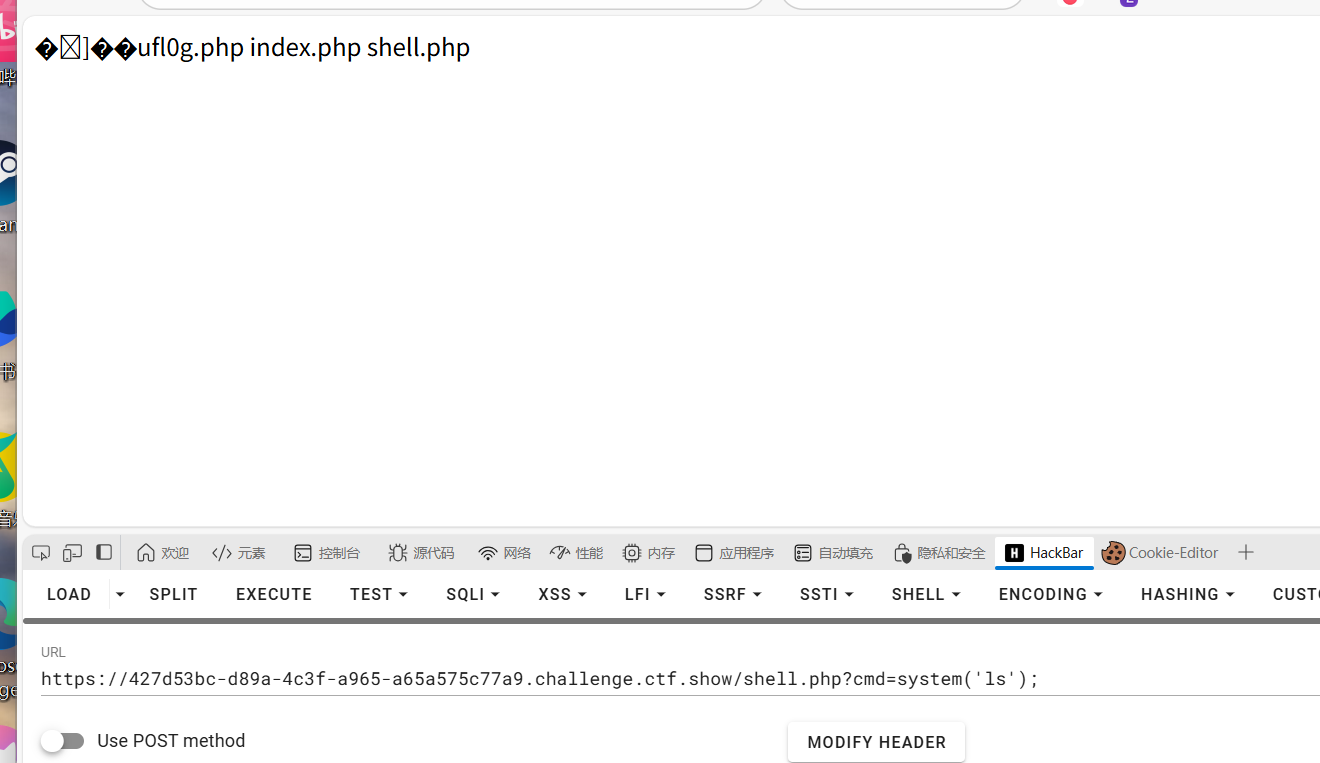 �]��ufl0g.php index.php shell.php
欢迎 </> 元素 控制台 源代码 网络 性能 内存 应用程序 自动填充 隐私和安全 H HackBar Cookie-Editor
LOAD SPLIT EXECUTE TEST SQLI XSS LFI SSRF SSTI SHELL ENCODING HASHING CUST
URL
https://427d53bc-d89a-4c3f-a965-a65a575c77a9.challenge.ctf.show/shell.php?cmd=system('ls');
Use POST method
MODIFY HEADER